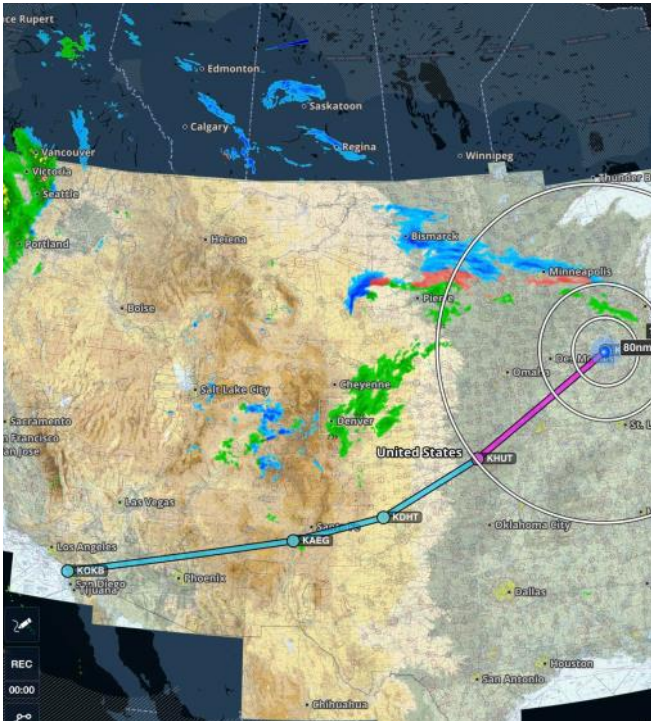 ce Rupert
Edmonton
Saskatoon
Calgary
Regina
Vancouver
Victoria
Winnipeg
Thunder B
Seattle
Portland
Helena
Bismarck
Minneapolis
Pierre
Boise
80nm
Des M
Omaha
Cheyenne
Salt Lake City
Sacramento
n Francisco
an Jose
Denver
St. L
United States
KHUT
Las Vegas
KDHT
Oklahoma City
KAEG
Los Angeles
KOKB
San Diego
Tijuana
Phoenix
Dallas
REC
Houston
San Antonio
00:00
Chihuahua